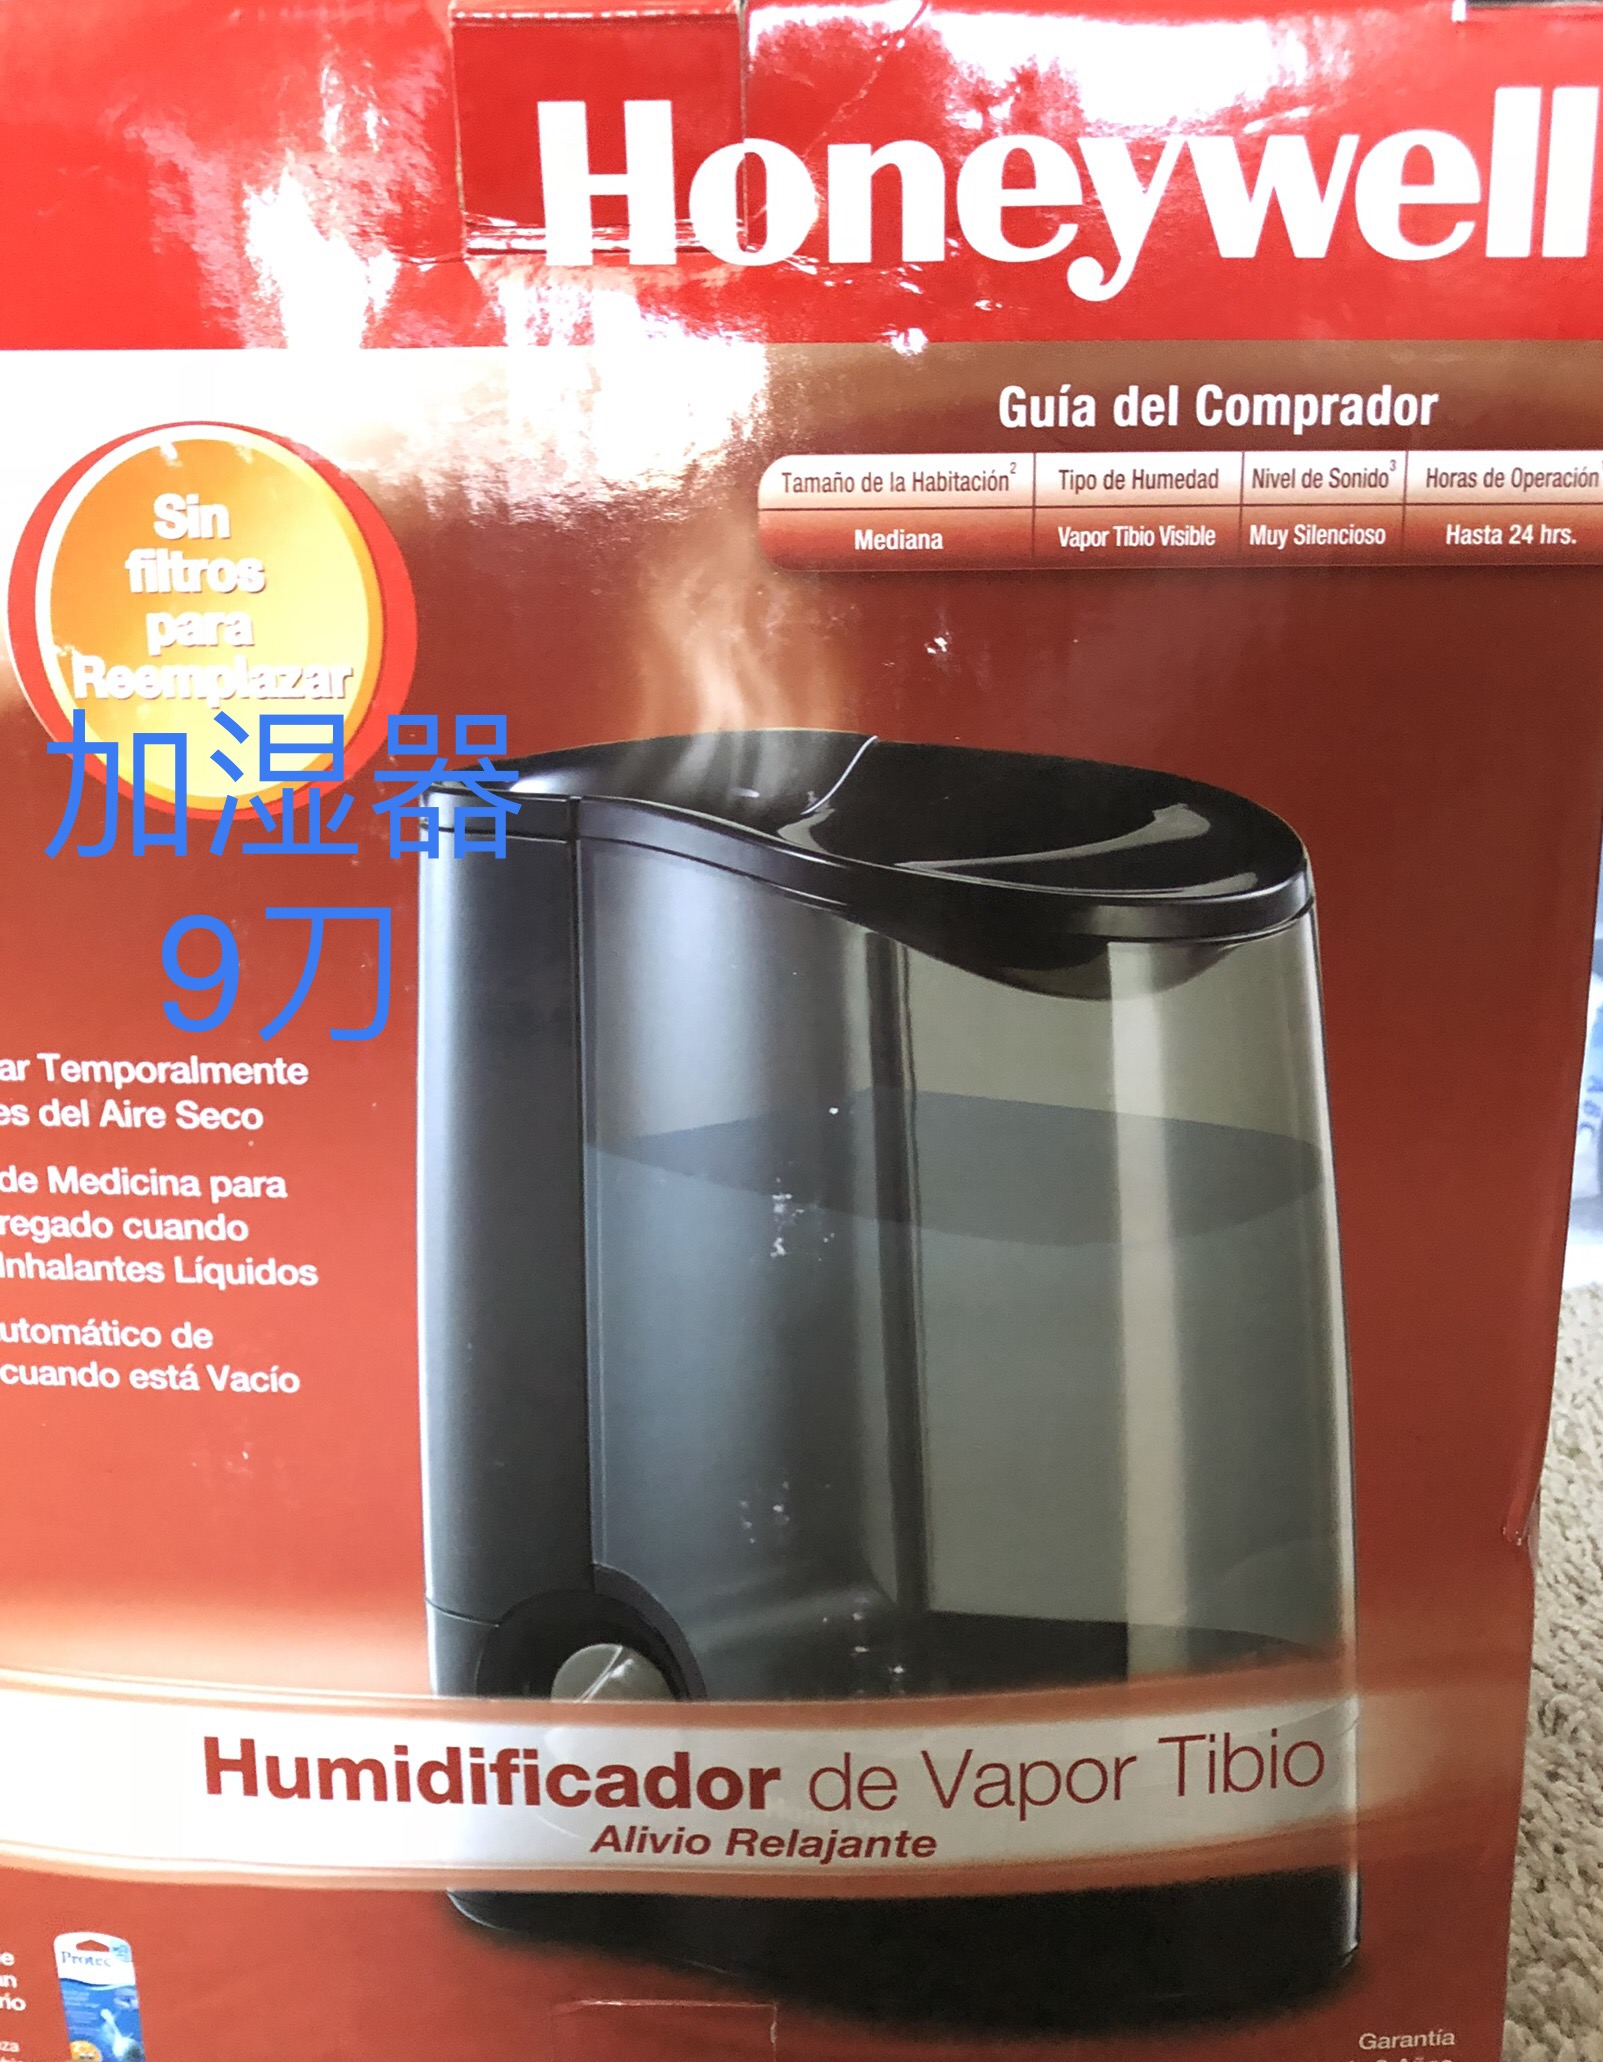 Honeywell
Guía del Comprador
Tamaño de la Habitación² Tipo de Humedad Nivel de Sonido³ Horas de Operación
Mediana Vapor Tibio Visible Muy Silencioso Hasta 24 hrs.
Sin
filtros
para
Reemplazar
加湿器
9刀
ar Temporalmente
es del Aire Seco
de Medicina para
regado cuando
Inhalantes Líquidos
utomático de
cuando está Vacío
Humidificador de Vapor Tibio
Alivio Relajante
Protec
Garantía